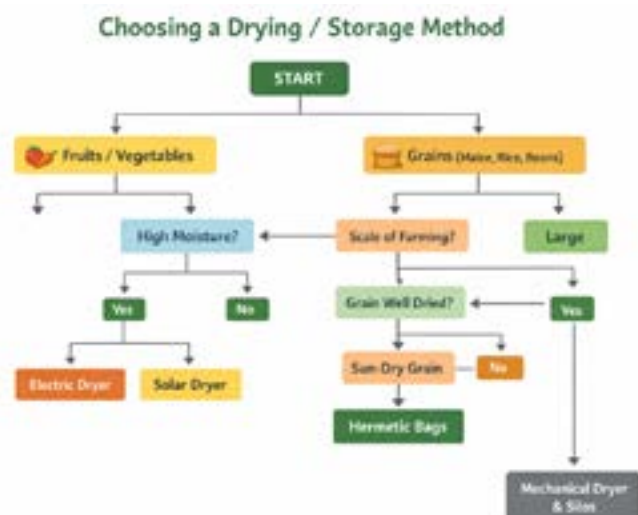 Choosing a Drying / Storage Method
START
Fruits / Vegetables
Grains (Maize, Rice, Beans)
High Moisture?
Scale of Farming?
Large
Yes
No
Grain Well Dried?
Yes
Electric Dryer
Solar Dryer
Sun Dry Grain
No
Hermetic Bags
Mechanical Dryer
& Silos